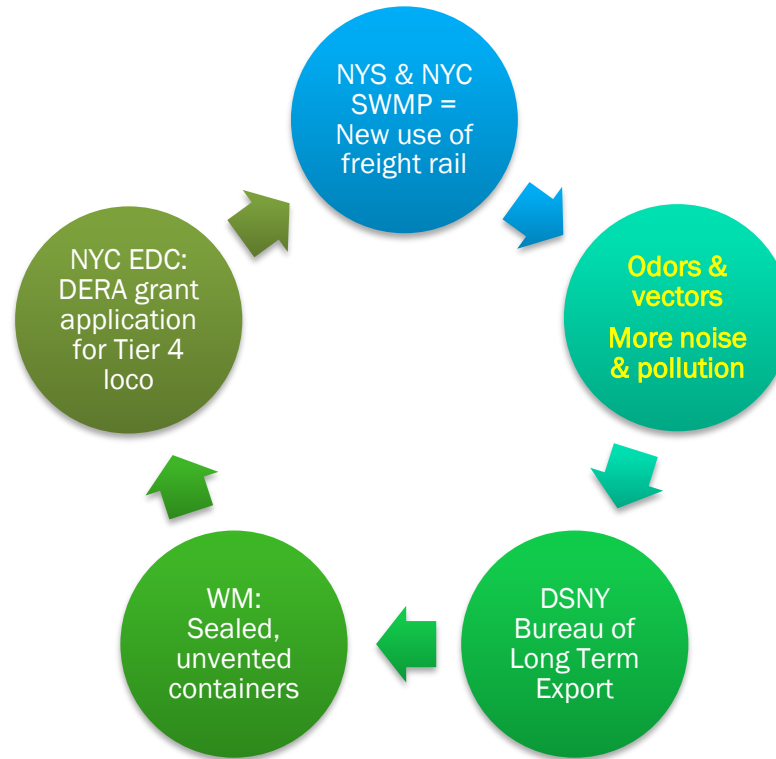 NYS & NYC
SWMP =
New use of
freight rail
Odors &
vectors
More noise
& pollution
DSNY
Bureau of
Long Term
Export
WM:
Sealed,
unvented
containers
NYC EDC:
DERA grant
application
for Tier 4
loco